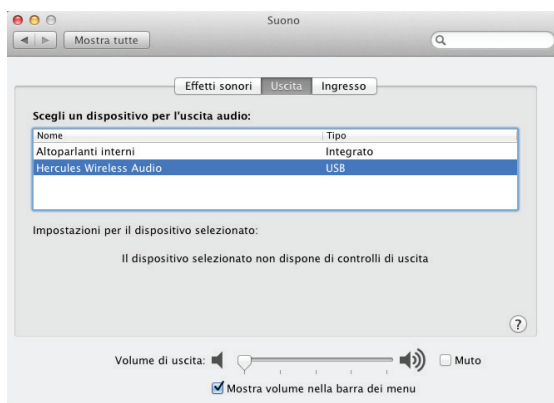 Suono
Mostra tutte
Effetti sonori Uscita Ingresso
Scegli un dispositivo per l'uscita audio:
Nome Tipo
Altoparlanti interni Integrato
Hercules Wireless Audio USB
Impostazioni per il dispositivo selezionato:
Il dispositivo selezionato non dispone di controlli di uscita
?
Volume di uscita: Muto
Mostra volume nella barra dei menu